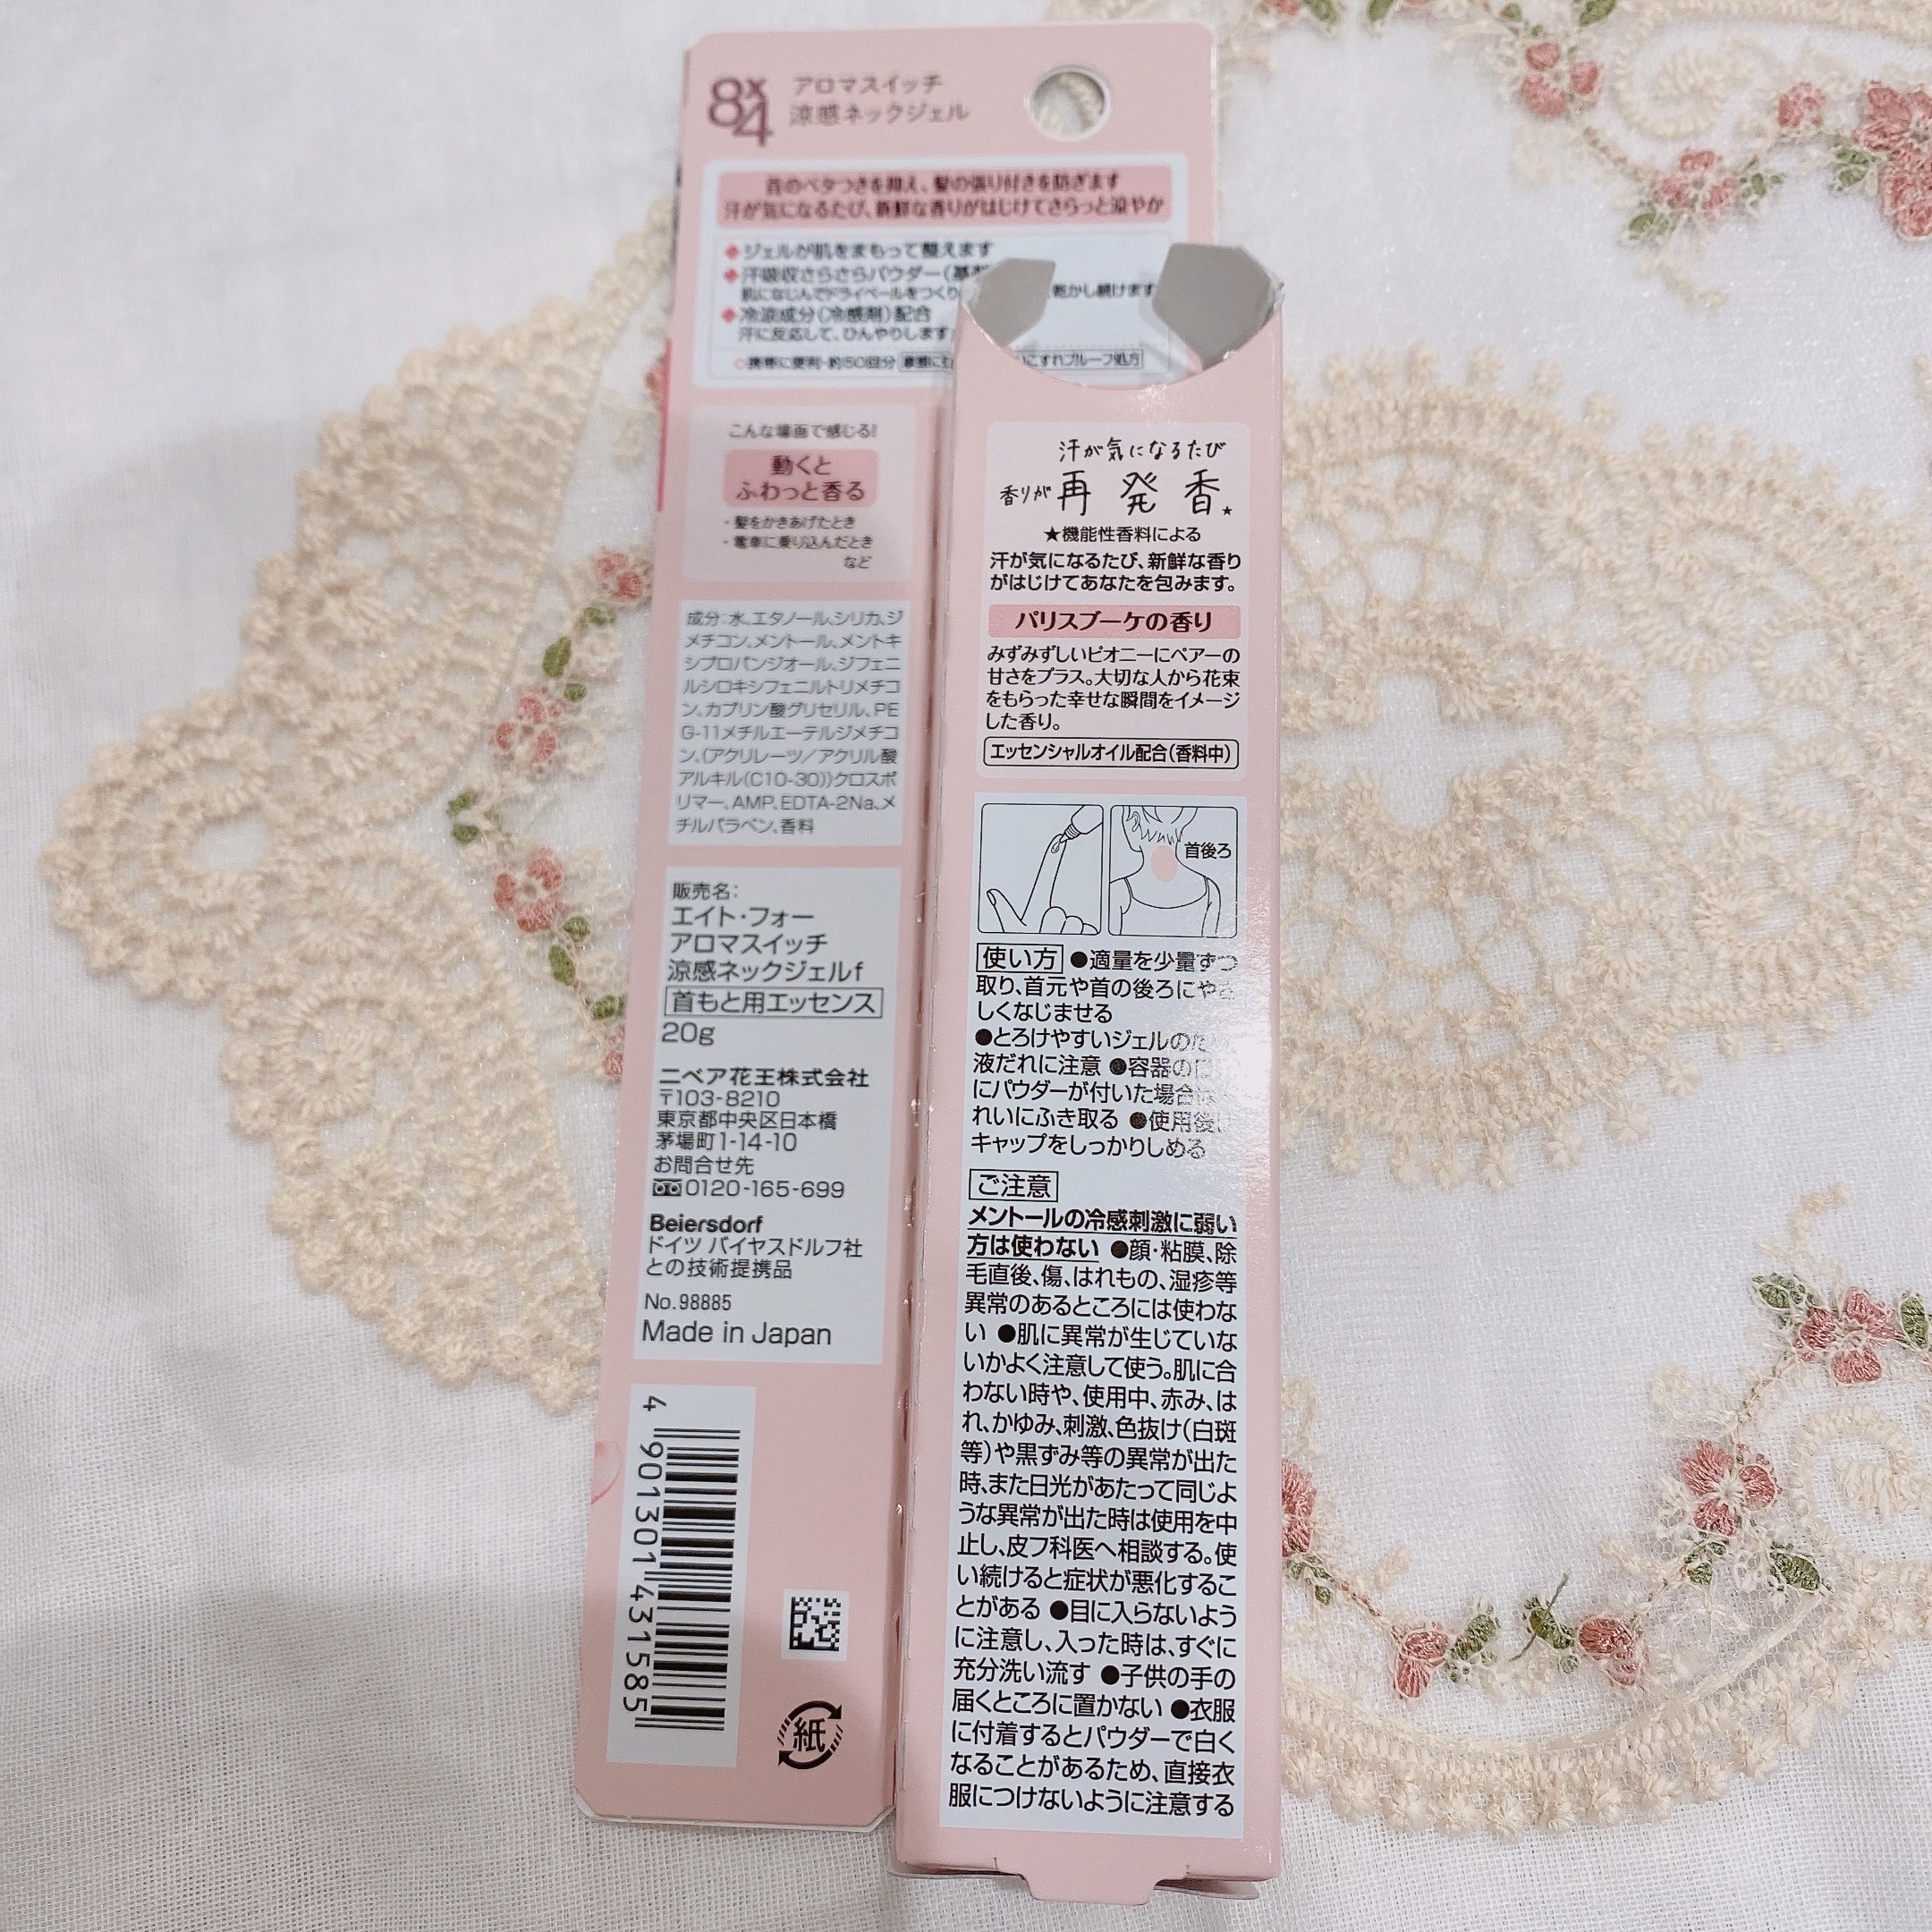 8x4
アロマスイッチ
涼感ネックジェル
首のベタつきを抑え、髪の張り付きを防ぎます
汗が気になるたび、新鮮な香りがはじけてさらっと涼やか
◆ジェルが肌をまもって整えます
◆汗吸収さらさらパウダー(基剤
肌になじんでドライベールをつくり 乾かし続けます
◆冷涼成分(冷感剤)配合
汗に反応して、ひんやりします
◇携帯に便利・約50回分 こすれプルーフ処方
こんな場面で感じる!
動くと
ふわっと香る
・髪をかきあげたとき
・電車に乗り込んだとき
など
成分:水、エタノール、シリカ、ジ
メチコン、メントール、メントキ
シプロパンジオール、ジフェニ
ルシロキシフェニルトリメチコ
ン、カプリン酸グリセリル、PE
G-11メチルエーテルジメチコ
ン、(アクリレーツ/アクリル酸
アルキル(C10-30))クロスポ
リマー、AMP、EDTA-2Na、メ
チルパラベン、香料
販売名:
エイト・フォー
アロマスイッチ
涼感ネックジェルf
首もと用エッセンス
20g
ニベア花王株式会社
〒103-8210
東京都中央区日本橋
茅場町1-14-10
お問合せ先
0120-165-699
Beiersdorf
ドイツ バイヤスドルフ社
との技術提携品
No.98885
Made in Japan
4 901301 431585
紙
汗が気になるたび
香りが再発香★
★機能性香料による
汗が気になるたび、新鮮な香り
がはじけてあなたを包みます。
パリスブーケの香り
みずみずしいピオニーにペアーの
甘さをプラス。大切な人から花束
をもらった幸せな瞬間をイメージ
した香り。
エッセンシャルオイル配合(香料中)
首後ろ
使い方 ●適量を少量ずつ
取り、首元や首の後ろにやさ
しくなじませる
●とろけやすいジェルのため
液だれに注意 ●容器の
にパウダーが付いた場合は
れいにふき取る ●使用後は
キャップをしっかりしめる
ご注意
メントールの冷感刺激に弱い
方は使わない ●顔・粘膜、除
毛直後、傷、はれもの、湿疹等
異常のあるところには使わな
い ●肌に異常が生じていな
いかよく注意して使う。肌に合
わない時や、使用中、赤み、は
れ、かゆみ、刺激、色抜け(白斑
等)や黒ずみ等の異常が出た
時、また日光があたって同じよ
うな異常が出た時は使用を中
止し、皮フ科医へ相談する。使
い続けると症状が悪化するこ
とがある ●目に入らないよう
に注意し、入った時は、すぐに
充分洗い流す ●子供の手の
届くところに置かない ●衣服
に付着するとパウダーで白く
なることがあるため、直接衣
服につけないように注意する